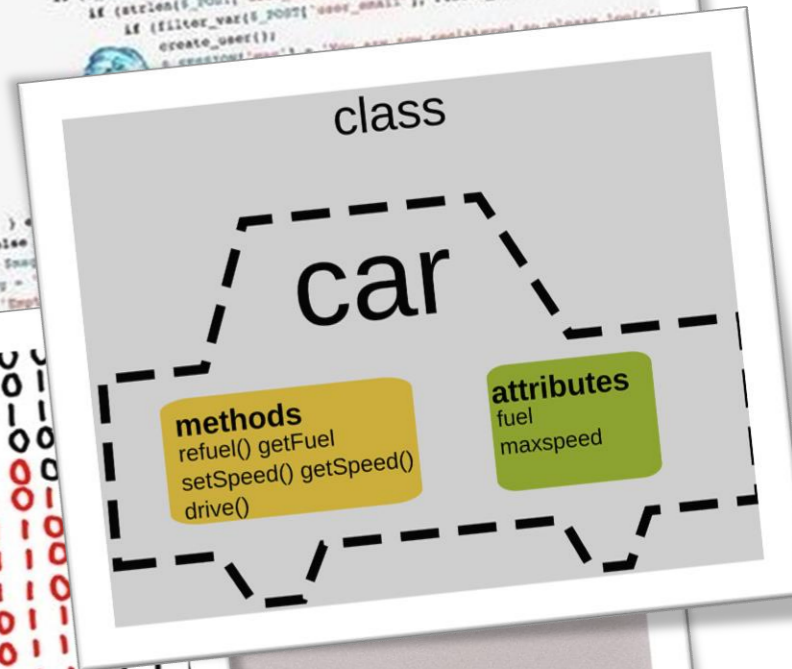 if (strlen($_POST['user_email']
if (filter_var($_POST['user_email'],
create_user();
class
car
methods
refuel() getFuel
setSpeed() getSpeed()
drive()
attributes
fuel
maxspeed